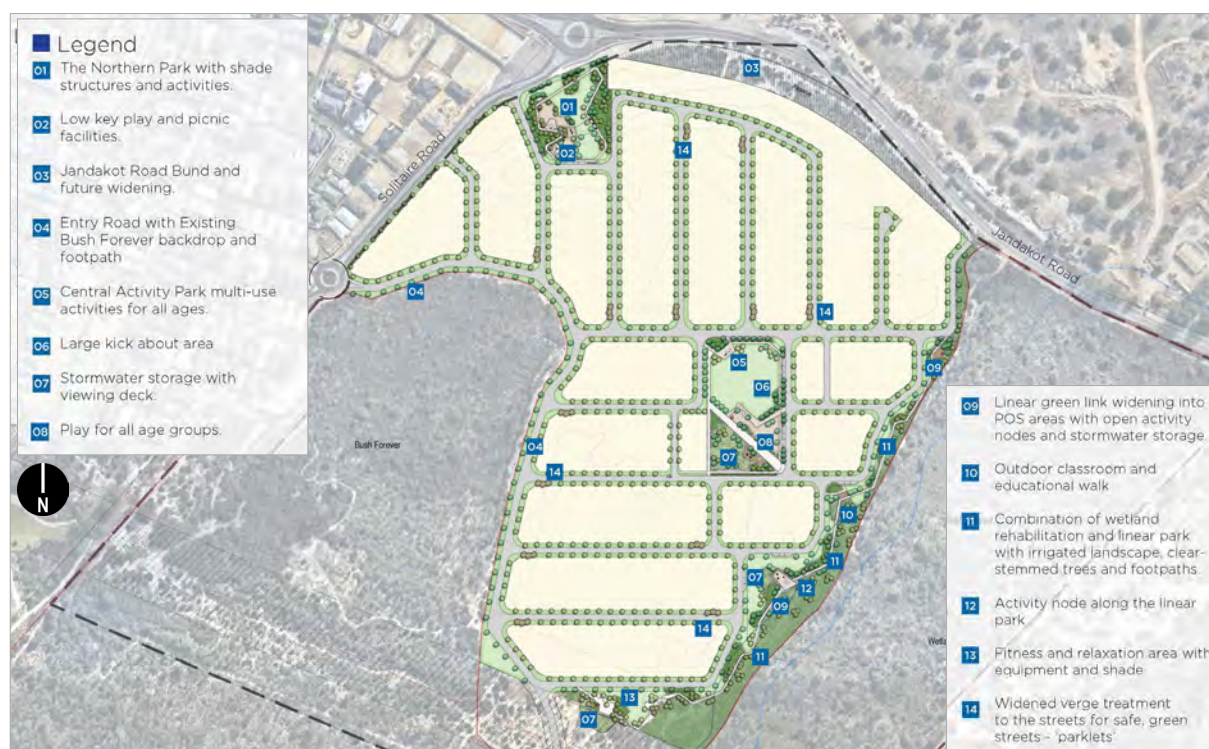 Legend
01 The Northern Park with shade
structures and activities.
02 Low key play and picnic
facilities.
03 Jandakot Road Bund and
future widening.
04 Entry Road with Existing
Bush Forever backdrop and
footpath
05 Central Activity Park multi-use
activities for all ages.
06 Large kick about area
07 Stormwater storage with
viewing deck.
08 Play for all age groups.
N
Solitaire Road
03
01
02
14
Jandakot Road
04
14
05
09
06
Bush Forever
04
08
11
07
14
10
11
07
12
09
14
11
13
07
09 Linear green link widening into
POS areas with open activity
nodes and stormwater storage
10 Outdoor classroom and
educational walk
11 Combination of wetland
rehabilitation and linear park
with irrigated landscape, clear-
stemmed trees and footpaths.
12 Activity node along the linear
park
13 Fitness and relaxation area with
equipment and shade
14 Widened verge treatment
to the streets for safe, green
streets - 'parklets'